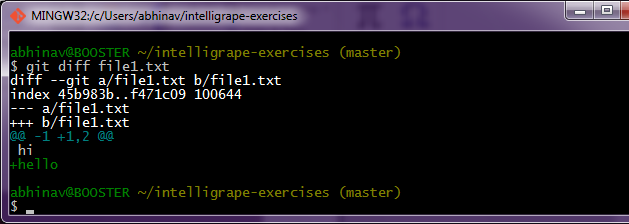 MINGW32:/c/Users/abhinav/intelligrape-exercises
abhinav@BOOSTER ~/intelligrape-exercises (master)
$ git diff file1.txt
diff --git a/file1.txt b/file1.txt
index 45b983b..f471c09 100644
--- a/file1.txt
+++ b/file1.txt
@@ -1 +1,2 @@
 hi
+hello
abhinav@BOOSTER ~/intelligrape-exercises (master)
$